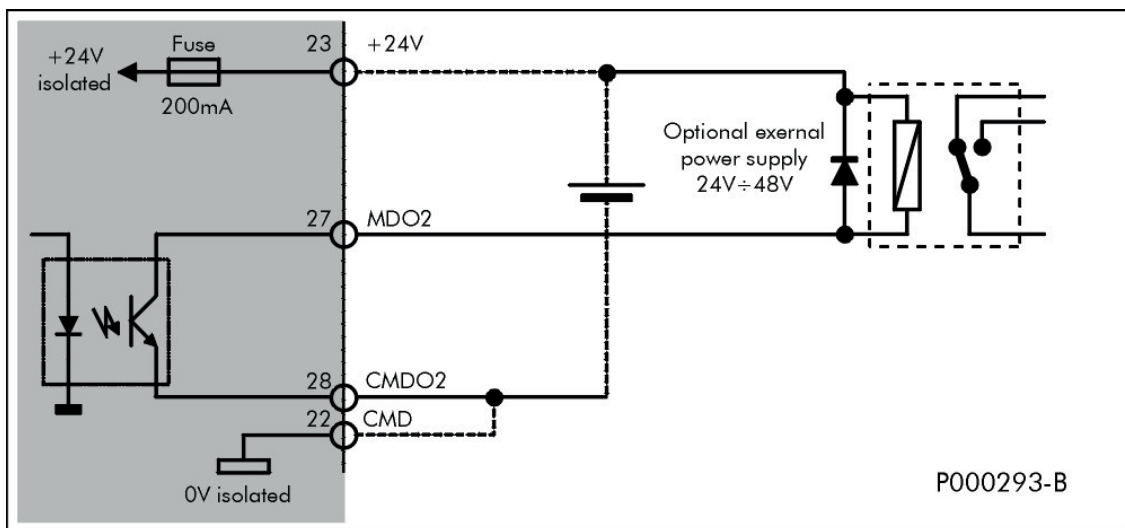 Fuse
23
+24V
+24V
isolated
200mA
Optional exernal
power supply
24V÷48V
27
MDO2
28
CMDO2
22
CMD
0V isolated
P000293-B